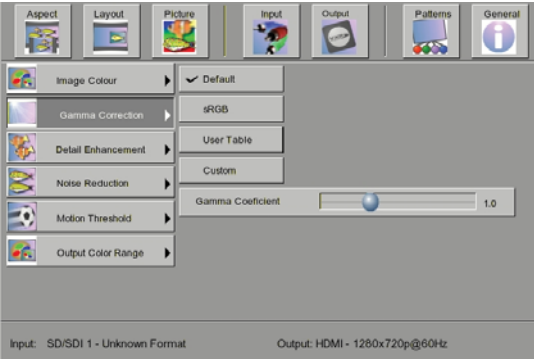 Aspect Layout Picture Input Output Patterns General
Image Colour
Default
Gamma Correction
sRGB
User Table
Detail Enhancement
Custom
Noise Reduction
Gamma Coeficient 1.0
Motion Threshold
Output Color Range
Input: SD/SDI 1 - Unknown Format Output: HDMI - 1280x720p@60Hz